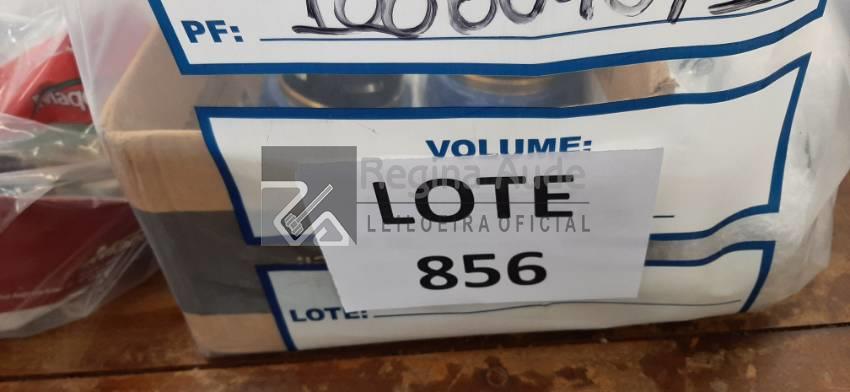 PF:
VOLUME:
Regina Aude
LOTE
LEILOEIRA OFICIAL
856
LOTE: